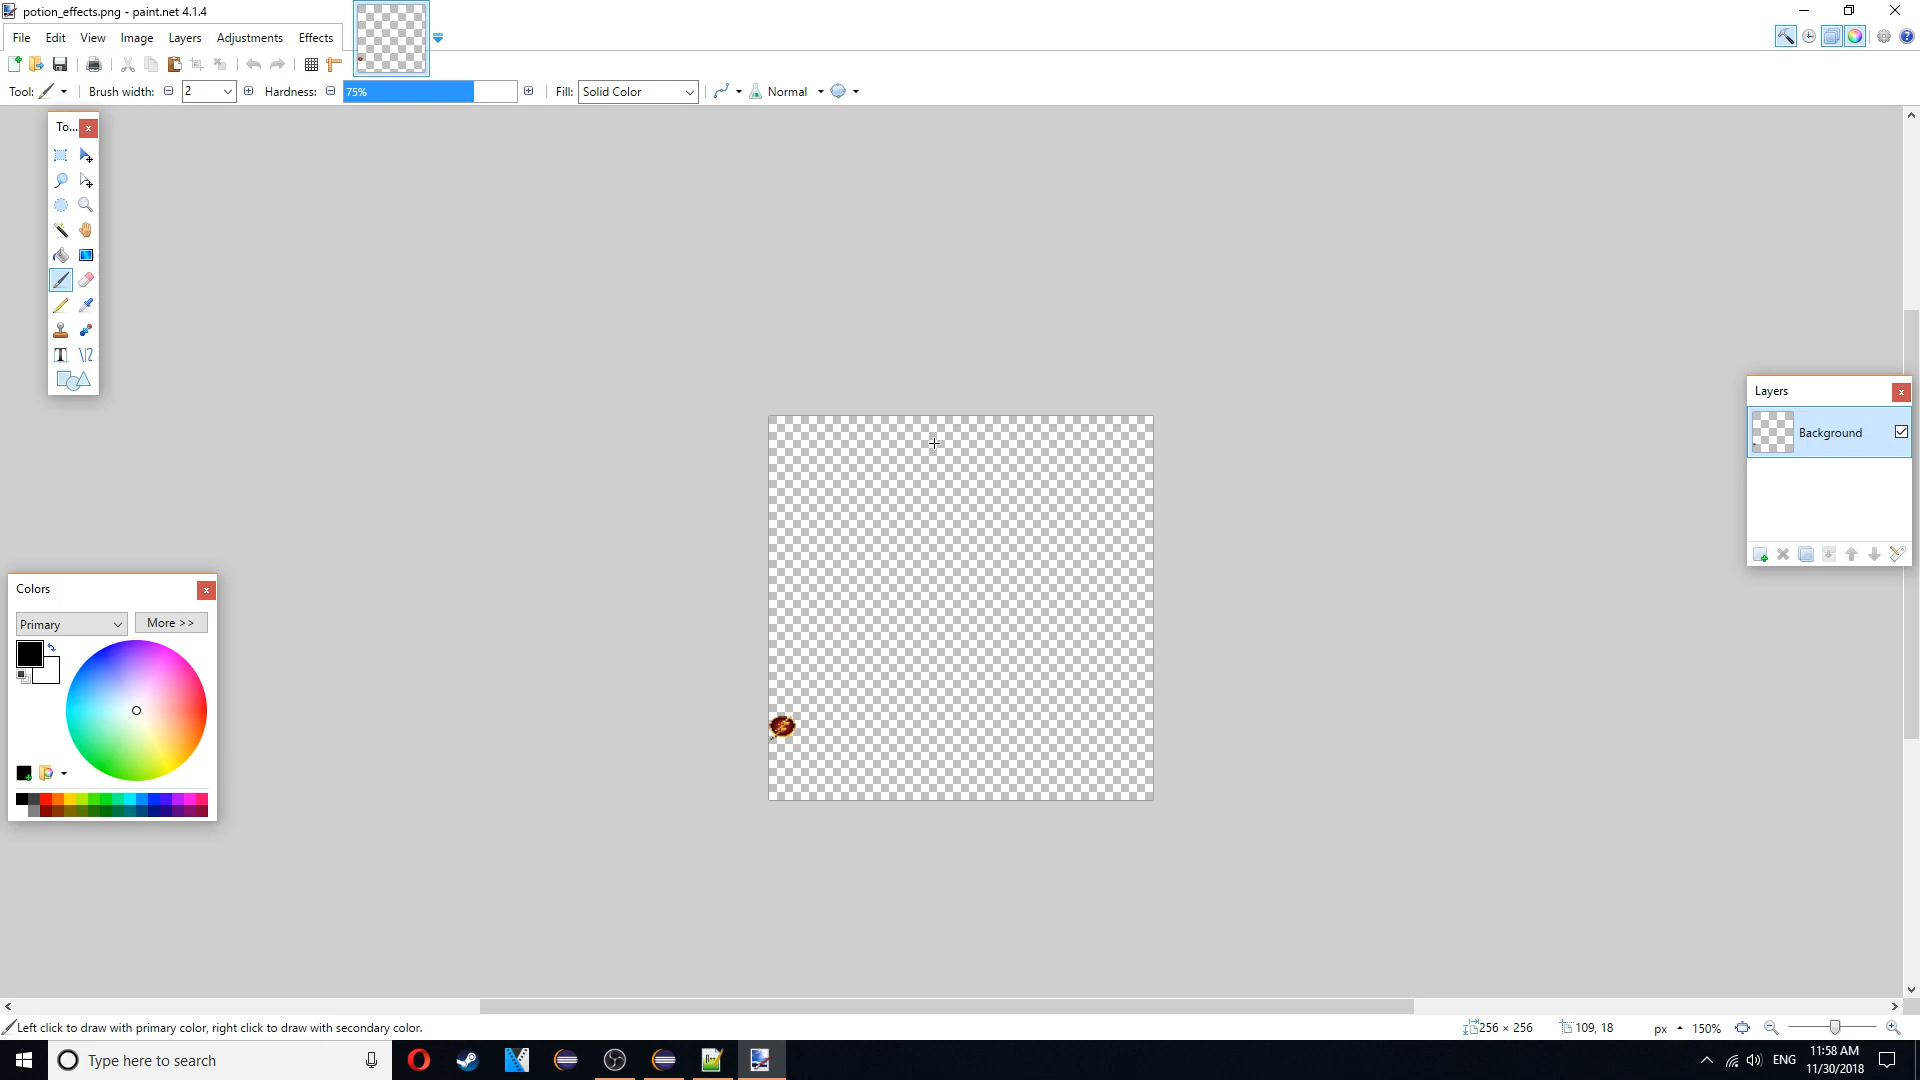 potion_effects.png - paint.net 4.1.4
File Edit View Image Layers Adjustments Effects
Tool: Brush width: 2 Hardness: 75% Fill: Solid Color Normal
To...
Layers
Background
Colors
Primary More >>
Left click to draw with primary color, right click to draw with secondary color. 256 × 256 109, 18 px 150%
Type here to search ENG 11:58 AM
11/30/2018